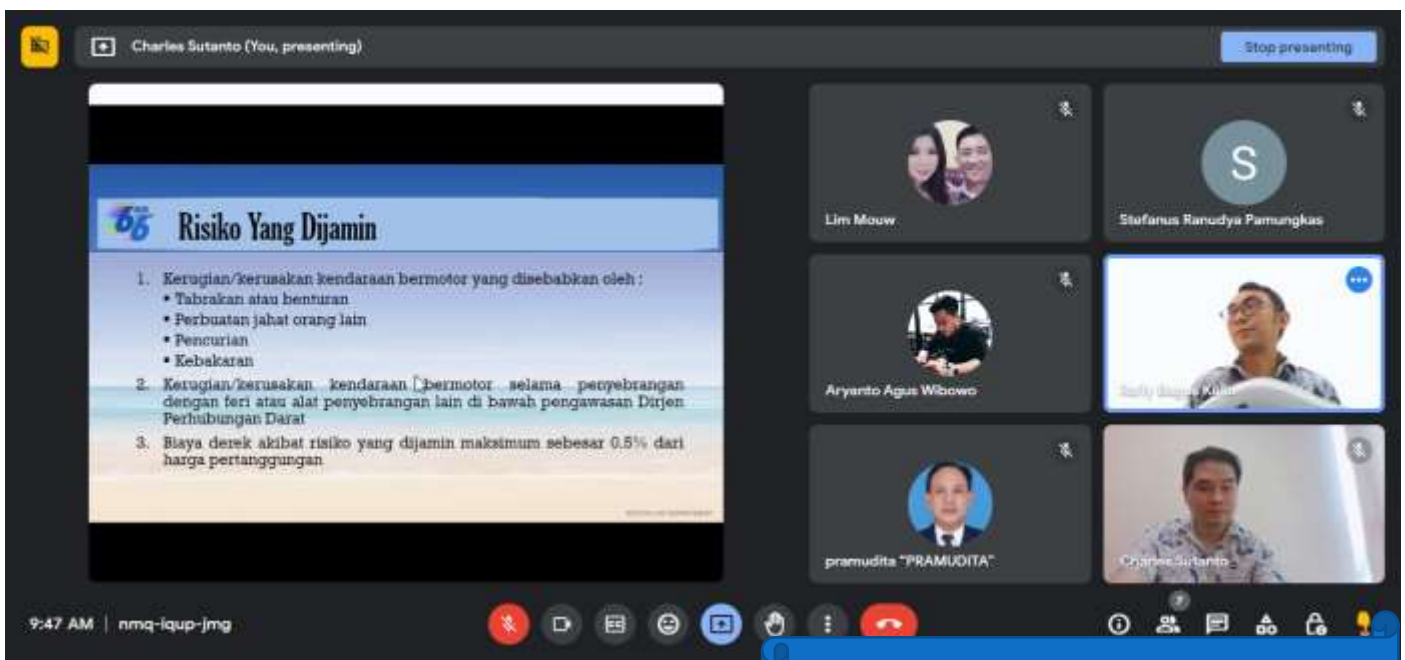 Charles Sutanto (You, presenting)
Stop presenting
66
Risiko Yang Dijamin
1. Kerugian/kerusakan kendaraan bermotor yang disebabkan oleh :
• Tabrakan atau benturan
• Perbuatan jahat orang lain
• Pencurian
• Kebakaran
2. Kerugian/kerusakan kendaraan bermotor selama penyebrangan
dengan feri atau alat penyebrangan lain di bawah pengawasan Dirjen
Perhubungan Darat
3. Biaya derek akibat risiko yang dijamin maksimum sebesar 0.5% dari
harga pertanggungan
Lim Mouw
S
Stefanus Ranudya Pamungkas
Aryanto Agus Wibowo
pramudita "PRAMUDITA"
Charles Sutanto
9:47 AM | nmq-iqup-jmg
7